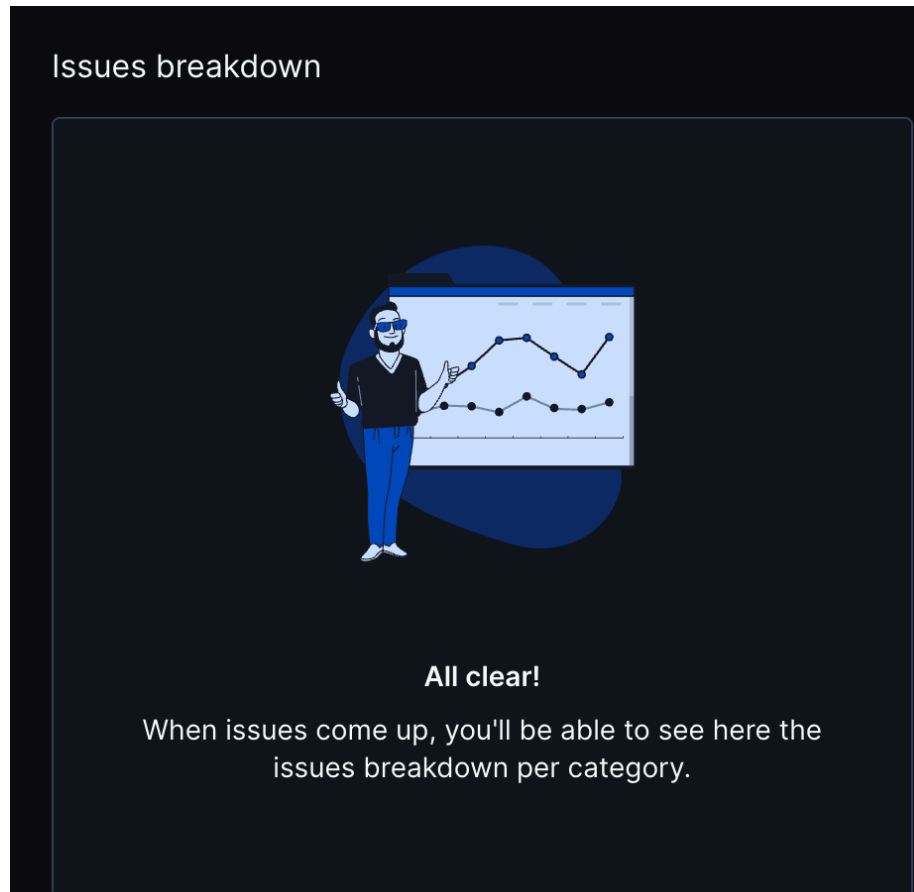 Issues breakdown
All clear!
When issues come up, you'll be able to see here the
issues breakdown per category.